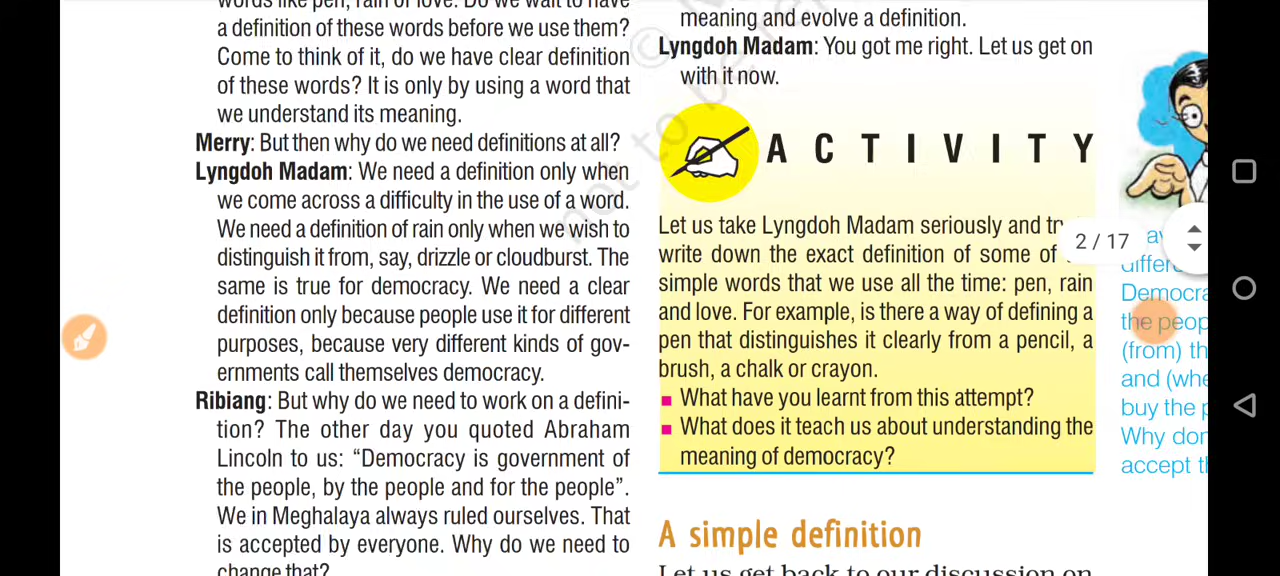 words like pen, rain or love. Do we wait to have
a definition of these words before we use them?
Come to think of it, do we have clear definition
of these words? It is only by using a word that
we understand its meaning.
Merry: But then why do we need definitions at all?
Lyngdoh Madam: We need a definition only when
we come across a difficulty in the use of a word.
We need a definition of rain only when we wish to
distinguish it from, say, drizzle or cloudburst. The
same is true for democracy. We need a clear
definition only because people use it for different
purposes, because very different kinds of gov-
ernments call themselves democracy.
Ribiang: But why do we need to work on a defini-
tion? The other day you quoted Abraham
Lincoln to us: “Democracy is government of
the people, by the people and for the people”.
We in Meghalaya always ruled ourselves. That
is accepted by everyone. Why do we need to
change that?
meaning and evolve a definition.
Lyngdoh Madam: You got me right. Let us get on
with it now.
ACTIVITY
Let us take Lyngdoh Madam seriously and
write down the exact definition of some of
simple words that we use all the time: pen, rain
and love. For example, is there a way of defining a
pen that distinguishes it clearly from a pencil, a
brush, a chalk or crayon.
What have you learnt from this attempt?
What does it teach us about understanding the
meaning of democracy?
A simple definition
Let us get back to our discussion on
2 / 17
the
(from)
and
buy the
Why
accept
© not to be